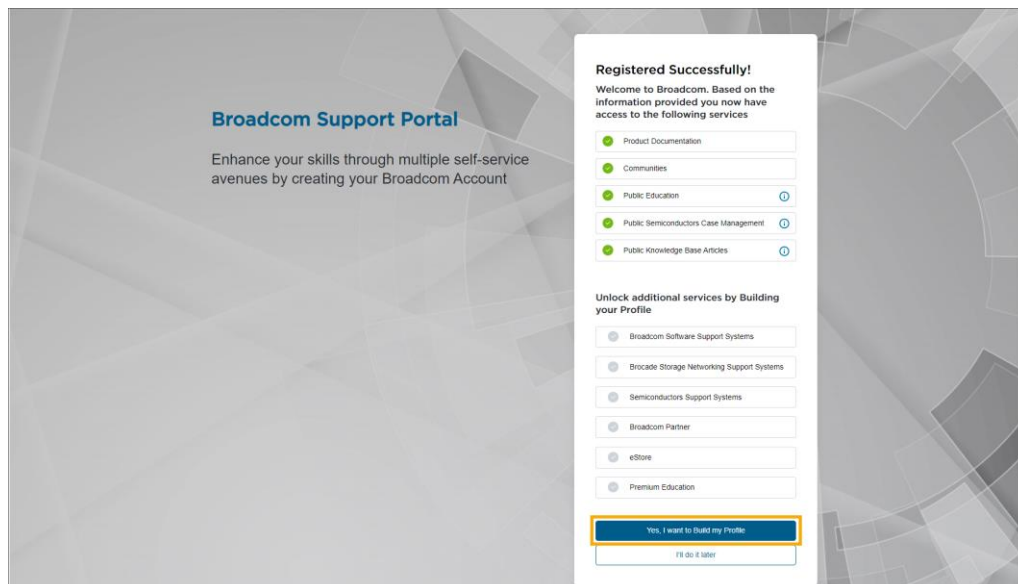 Broadcom Support Portal
Enhance your skills through multiple self-service
avenues by creating your Broadcom Account
Registered Successfully!
Welcome to Broadcom. Based on the
information provided you now have
access to the following services
Product Documentation
Communities
Public Education
Public Semiconductors Case Management
Public Knowledge Base Articles
Unlock additional services by Building
your Profile
Broadcom Software Support Systems
Brocade Storage Networking Support Systems
Semiconductors Support Systems
Broadcom Partner
eStore
Premium Education
Yes, I want to Build my Profile
I'll do it later